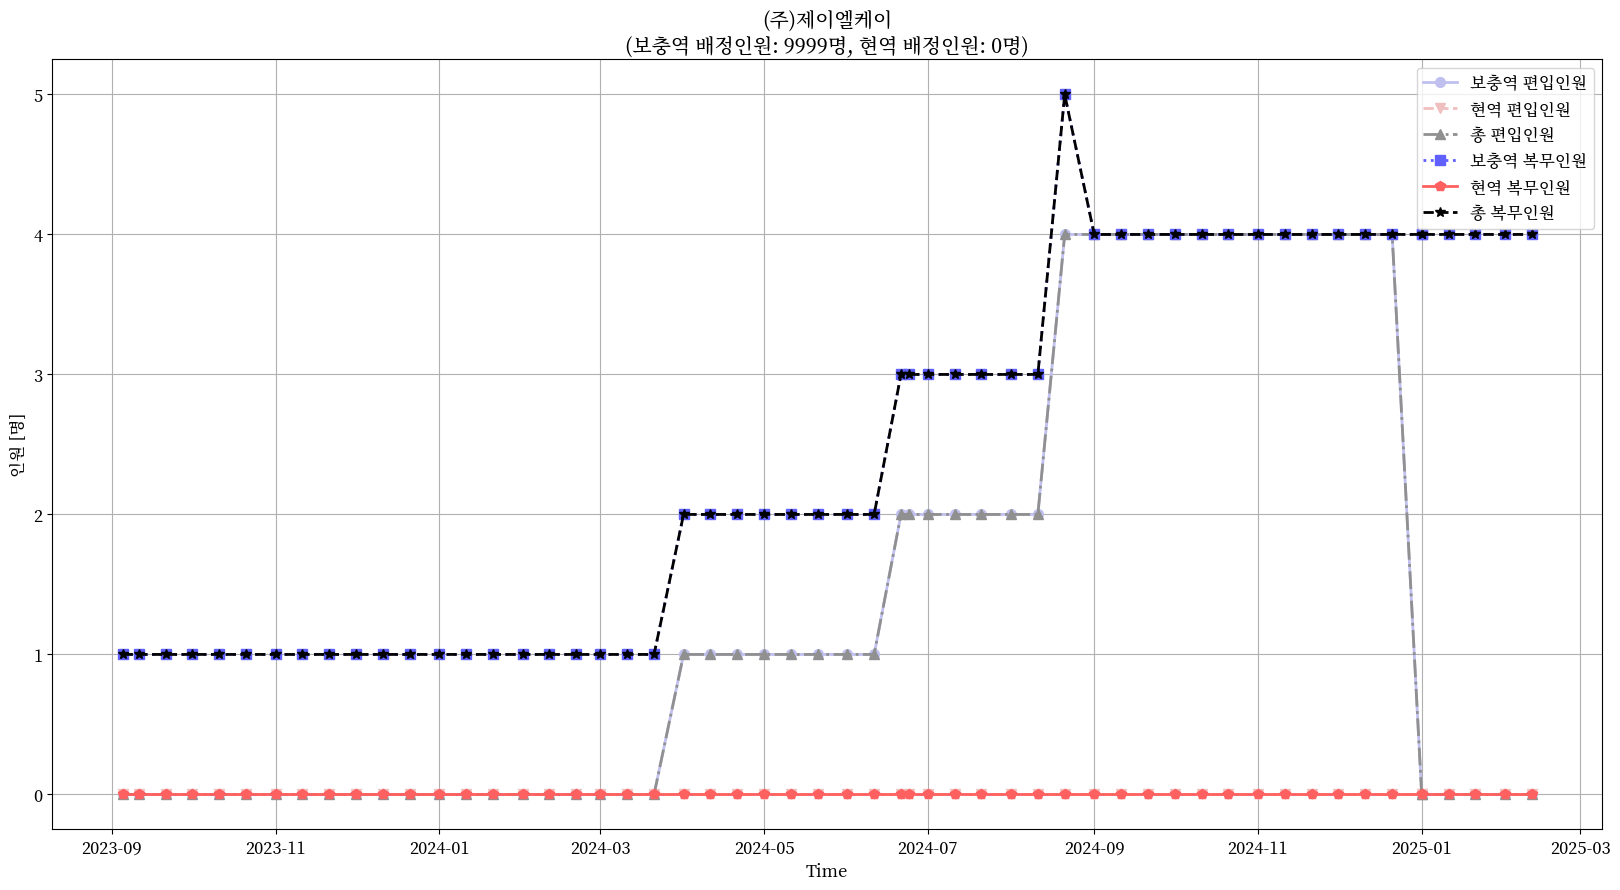 (주)제이엘케이
(보충역 배정인원: 9999명, 현역 배정인원: 0명)
보충역 편입인원
현역 편입인원
총 편입인원
보충역 복무인원
현역 복무인원
총 복무인원
5
4
3
2
1
0
인원 [명]
2023-09 2023-11 2024-01 2024-03 2024-05 2024-07 2024-09 2024-11 2025-01 2025-03
Time